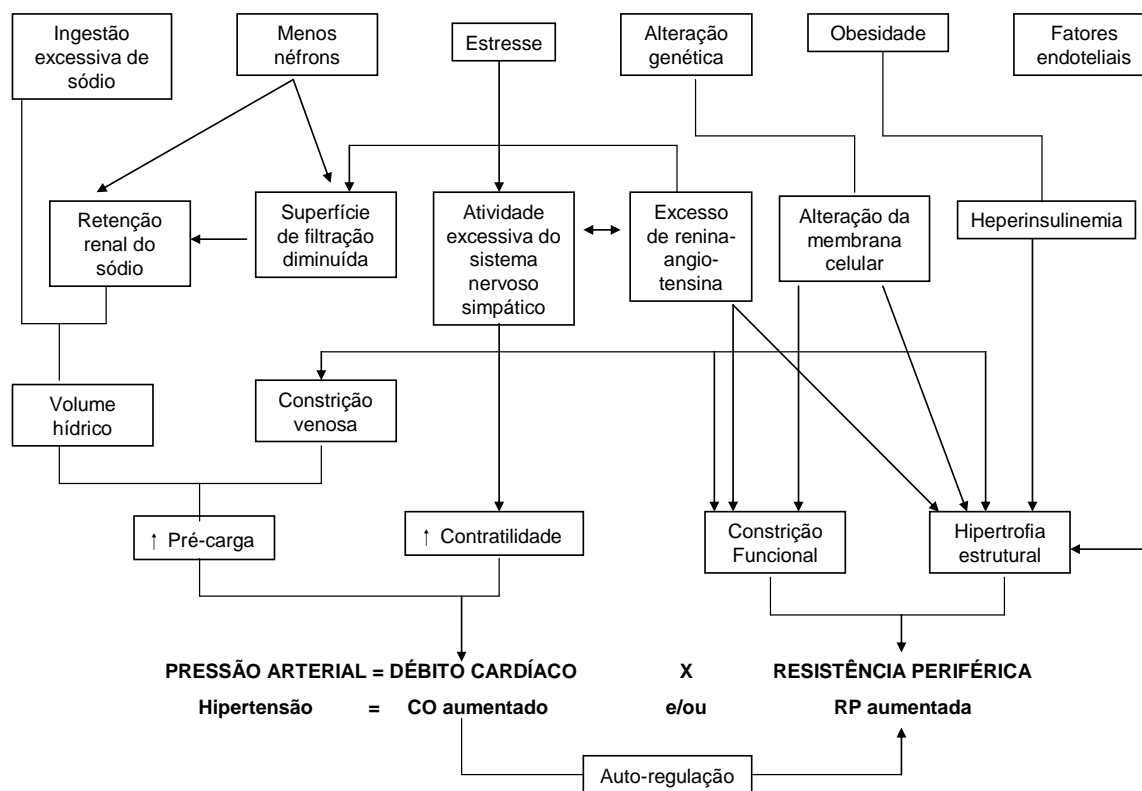 Ingestão
excessiva de
sódio
Menos
néfrons
Estresse
Alteração
genética
Obesidade
Fatores
endoteliais
Retenção
renal do
sódio
Superfície
de filtração
diminuída
Atividade
excessiva do
sistema
nervoso
simpático
Excesso
de renina-
angio-
tensina
Alteração da
membrana
celular
Heperinsulinemia
Volume
hídrico
Constrição
venosa
↑ Pré-carga
↑ Contratilidade
Constrição
Funcional
Hipertrofia
estrutural
PRESSÃO ARTERIAL = DÉBITO CARDÍACO X RESISTÊNCIA PERIFÉRICA
Hipertensão = CO aumentado e/ou RP aumentada
Auto-regulação